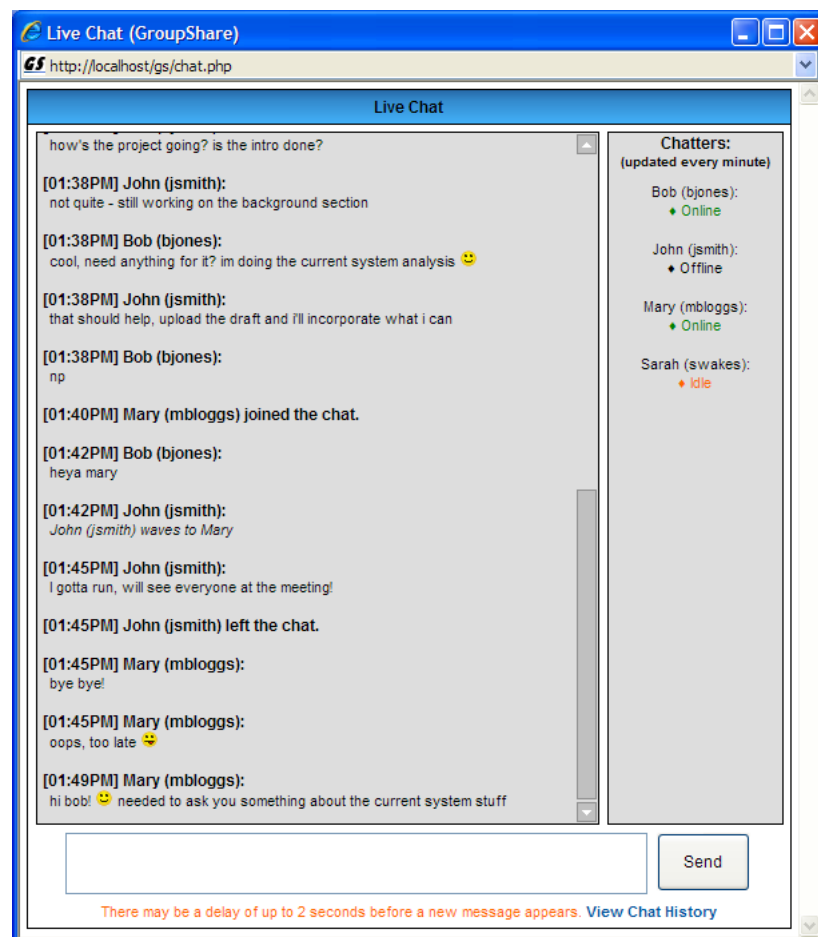 Live Chat (GroupShare)
GS http://localhost/gs/chat.php
Live Chat
how's the project going? is the intro done?
[01:38PM] John (jsmith):
not quite - still working on the background section
[01:38PM] Bob (bjones):
cool, need anything for it? im doing the current system analysis
[01:38PM] John (jsmith):
that should help, upload the draft and i'll incorporate what i can
[01:38PM] Bob (bjones):
np
[01:40PM] Mary (mbloggs) joined the chat.
[01:42PM] Bob (bjones):
heya mary
[01:42PM] John (jsmith):
John (jsmith) waves to Mary
[01:45PM] John (jsmith):
I gotta run, will see everyone at the meeting!
[01:45PM] John (jsmith) left the chat.
[01:45PM] Mary (mbloggs):
bye bye!
[01:45PM] Mary (mbloggs):
oops, too late
[01:49PM] Mary (mbloggs):
hi bob! needed to ask you something about the current system stuff
Chatters:
(updated every minute)
Bob (bjones):
♦ Online
John (jsmith):
♦ Offline
Mary (mbloggs):
♦ Online
Sarah (swakes):
♦ Idle
Send
There may be a delay of up to 2 seconds before a new message appears. View Chat History